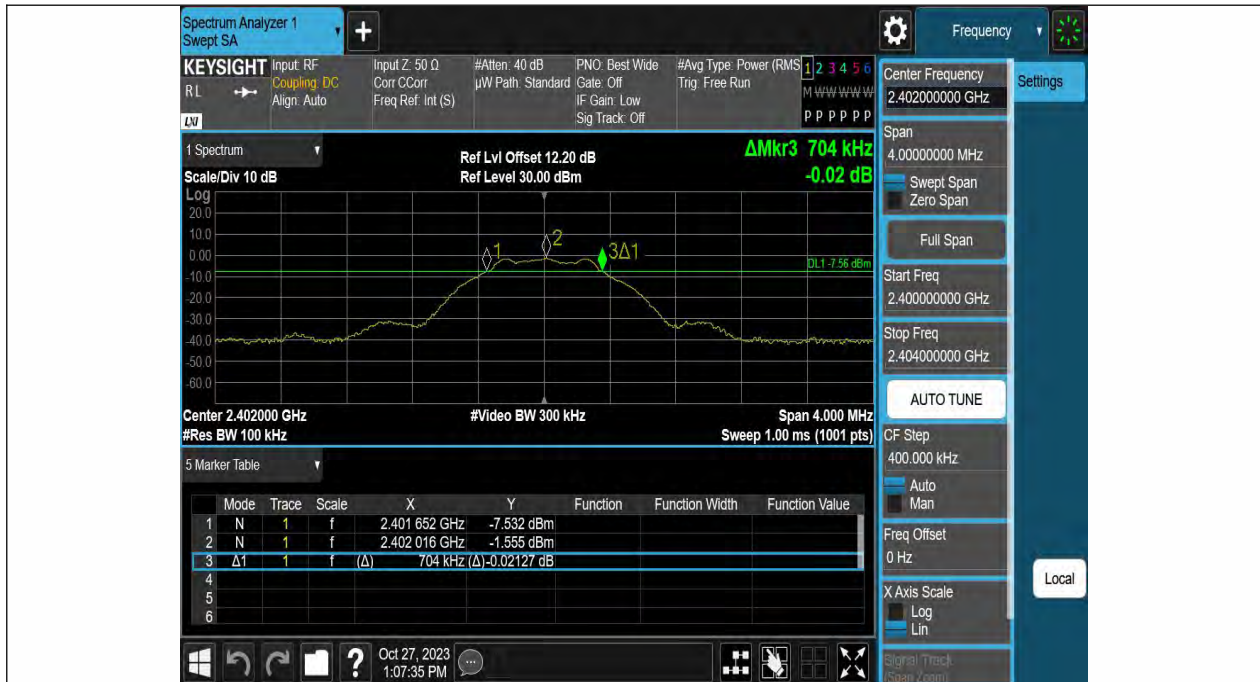 Spectrum Analyzer 1
Swept SA
+
Frequency
KEYSIGHT
RL
LXI
Input: RF
Coupling: DC
Align: Auto
Input Z: 50 Ω
Corr CCorr
Freq Ref: Int (S)
#Atten: 40 dB
µW Path: Standard
PNO: Best Wide
Gate: Off
IF Gain: Low
Sig Track: Off
#Avg Type: Power (RMS
Trig: Free Run
1 2 3 4 5 6
M W W W W W
P P P P P P
1 Spectrum
Scale/Div 10 dB
Ref Lvl Offset 12.20 dB
Ref Level 30.00 dBm
ΔMkr3 704 kHz
-0.02 dB
Log
20.0
10.0
0.00
-10.0
-20.0
-30.0
-40.0
-50.0
-60.0
1
2
3Δ1
DL1 -7.56 dBm
Center 2.402000 GHz
#Video BW 300 kHz
Span 4.000 MHz
#Res BW 100 kHz
Sweep 1.00 ms (1001 pts)
5 Marker Table
Mode Trace Scale X Y Function Function Width Function Value
1 N 1 f 2.401 652 GHz -7.532 dBm
2 N 1 f 2.402 016 GHz -1.555 dBm
3 Δ1 1 f (Δ) 704 kHz (Δ) -0.02127 dB
4
5
6
?
Oct 27, 2023
1:07:35 PM
Center Frequency
2.402000000 GHz
Settings
Span
4.00000000 MHz
Swept Span
Zero Span
Full Span
Start Freq
2.400000000 GHz
Stop Freq
2.404000000 GHz
AUTO TUNE
CF Step
400.000 kHz
Auto
Man
Freq Offset
0 Hz
X Axis Scale
Log
Lin
Signal Track
(Span Zoom)
Local